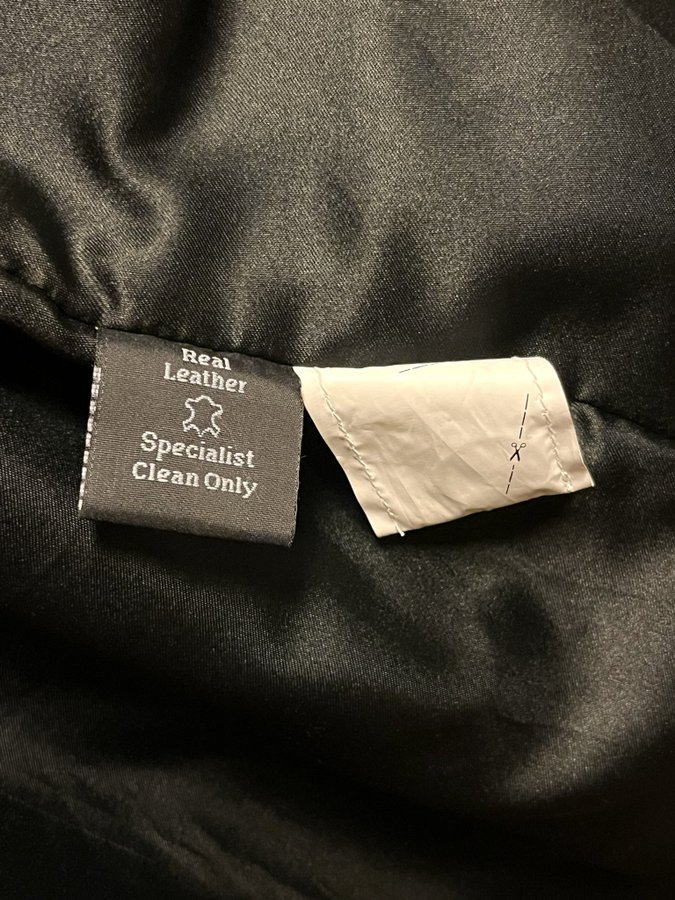 Real
Leather
Specialist
Clean Only